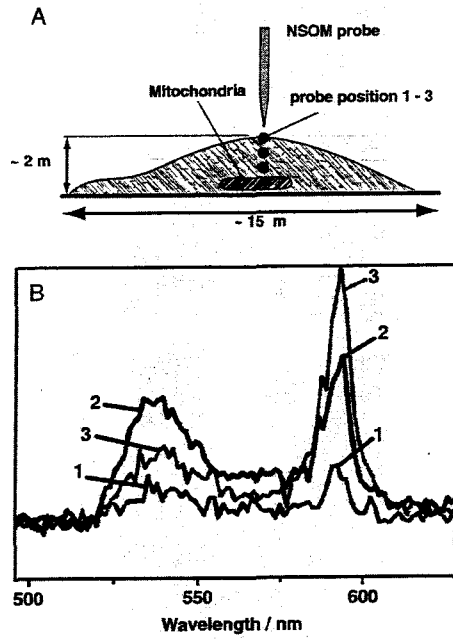 A
NSOM probe
Mitochondria
probe position 1 - 3
~ 2 m
~ 15 m
B
3
2
2
3
1
1
500
550
600
Wavelength / nm